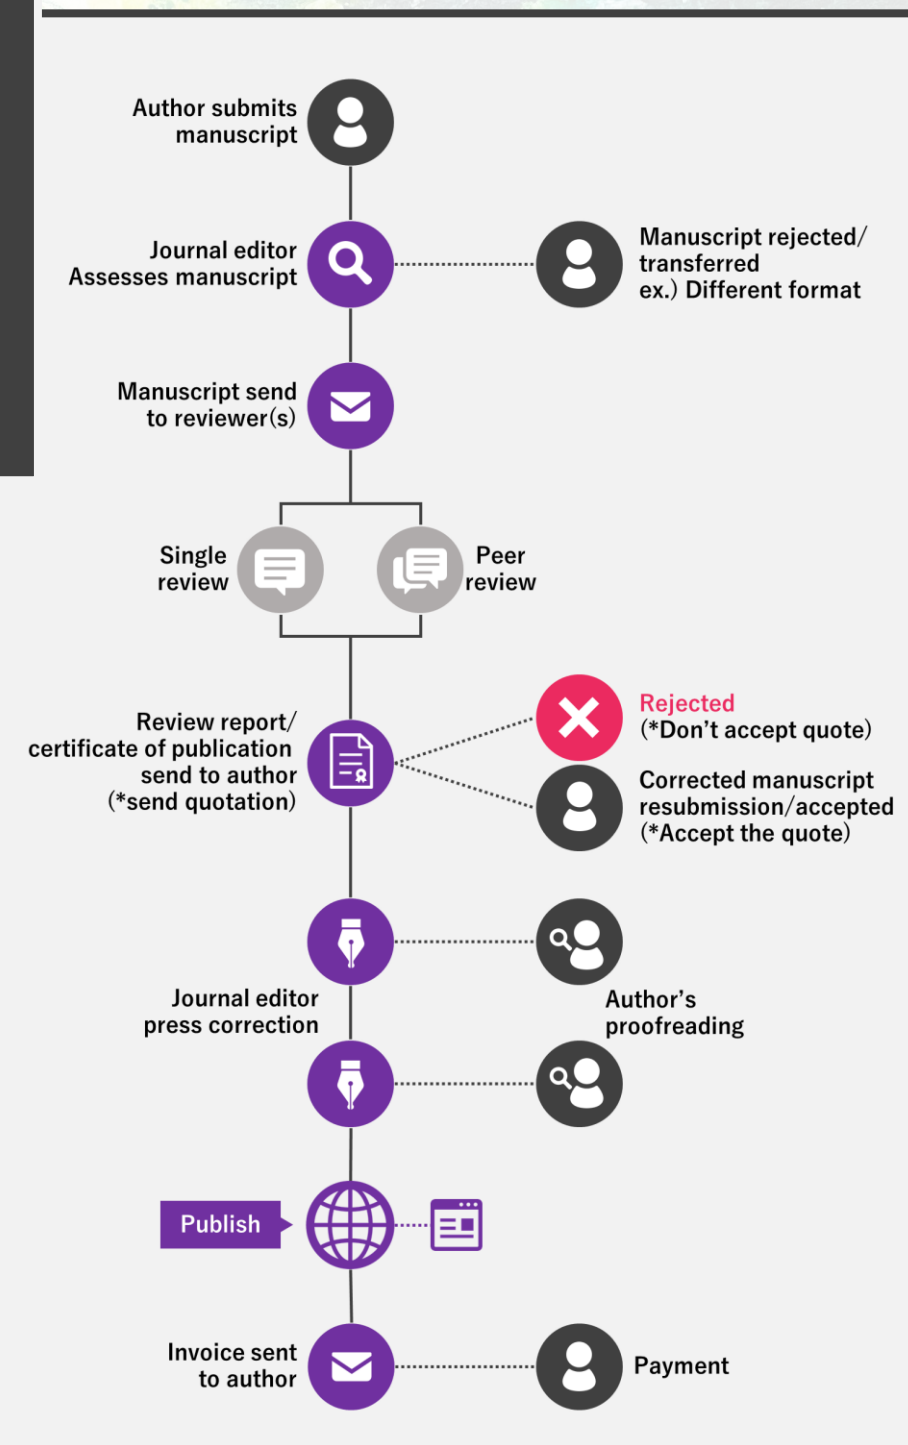 Author submits
manuscript
Journal editor
Assesses manuscript
Manuscript rejected/
transferred
ex.) Different format
Manuscript send
to reviewer(s)
Single
review
Peer
review
Review report/
certificate of publication
send to author
(*send quotation)
Rejected
(*Don't accept quote)
Corrected manuscript
resubmission/accepted
(*Accept the quote)
Journal editor
press correction
Author's
proofreading
Publish
Invoice sent
to author
Payment